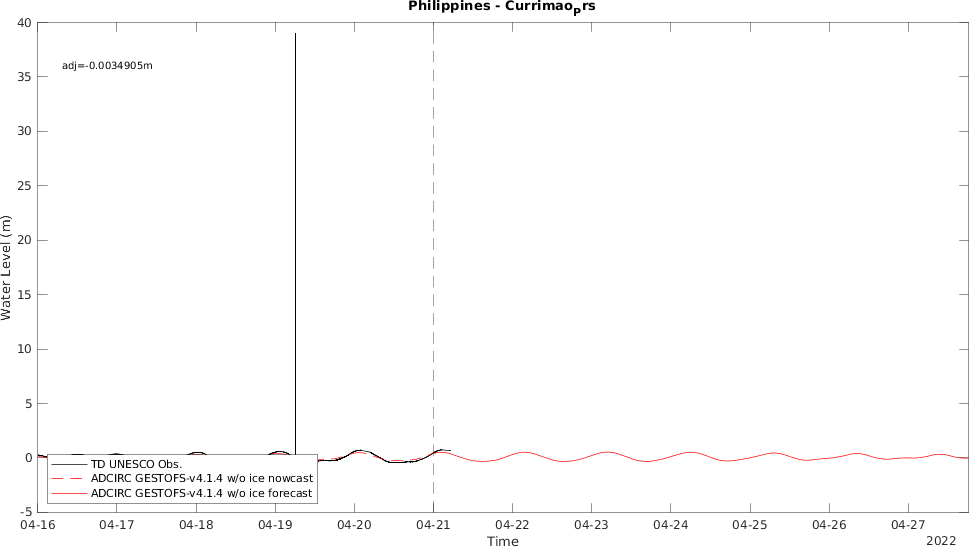 Philippines - Currimao_Prs
40
adj=-0.0034905m
35
30
25
20
15
10
5
0
-5
Water Level (m)
TD UNESCO Obs.
ADCIRC GESTOFS-v4.1.4 w/o ice nowcast
ADCIRC GESTOFS-v4.1.4 w/o ice forecast
04-16 04-17 04-18 04-19 04-20 04-21 04-22 04-23 04-24 04-25 04-26 04-27
Time
2022